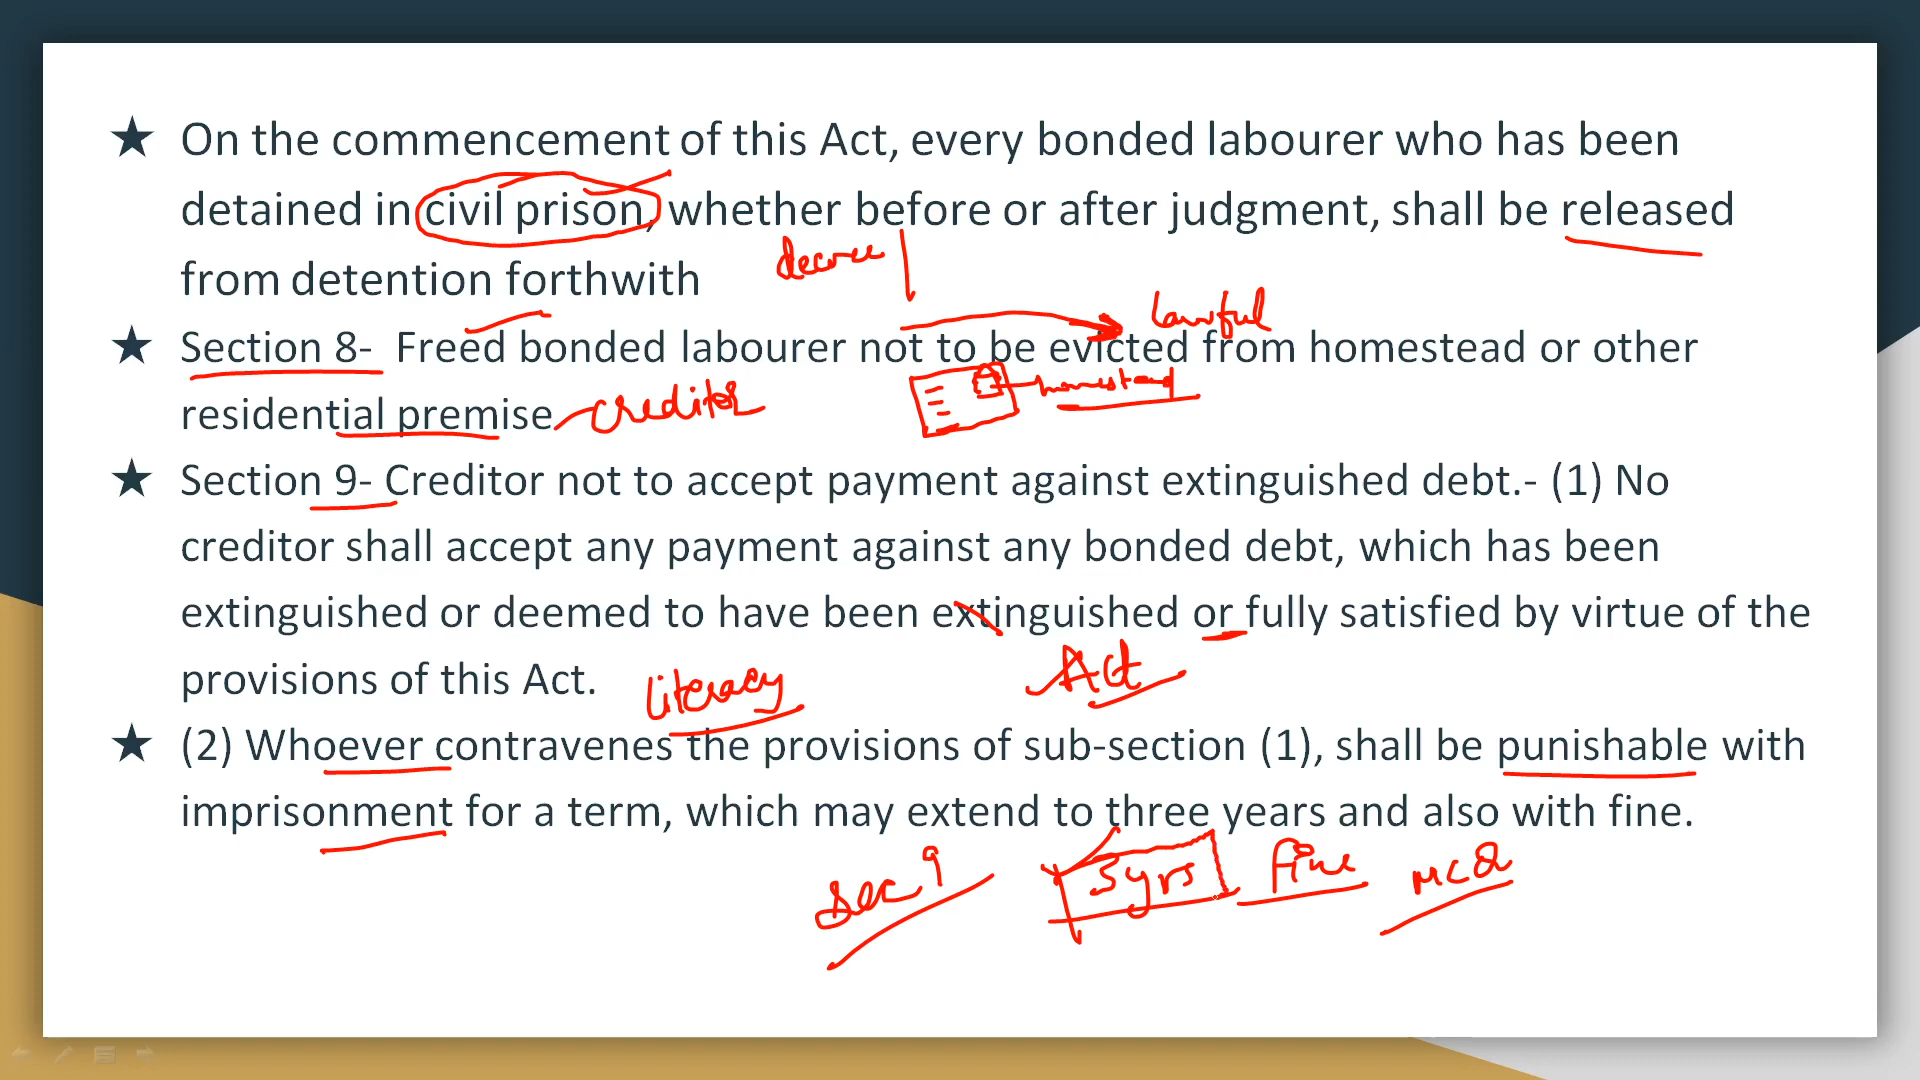 ★ On the commencement of this Act, every bonded labourer who has been
detained in civil prison, whether before or after judgment, shall be released
decree
from detention forthwith
lawful
★ Section 8- Freed bonded labourer not to be evicted from homestead or other
homestead
residential premise creditor
★ Section 9- Creditor not to accept payment against extinguished debt.- (1) No
creditor shall accept any payment against any bonded debt, which has been
extinguished or deemed to have been extinguished or fully satisfied by virtue of the
provisions of this Act. literacy Act
★ (2) Whoever contravenes the provisions of sub-section (1), shall be punishable with
imprisonment for a term, which may extend to three years and also with fine.
Sec 9 3yrs fine MCQ